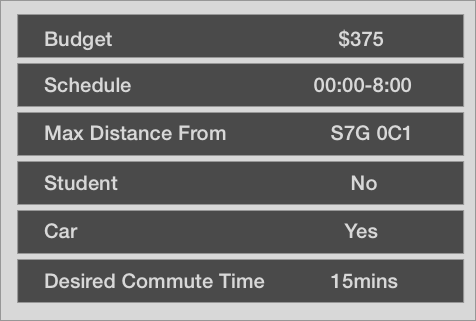 Budget $375
Schedule 00:00-8:00
Max Distance From S7G 0C1
Student No
Car Yes
Desired Commute Time 15mins